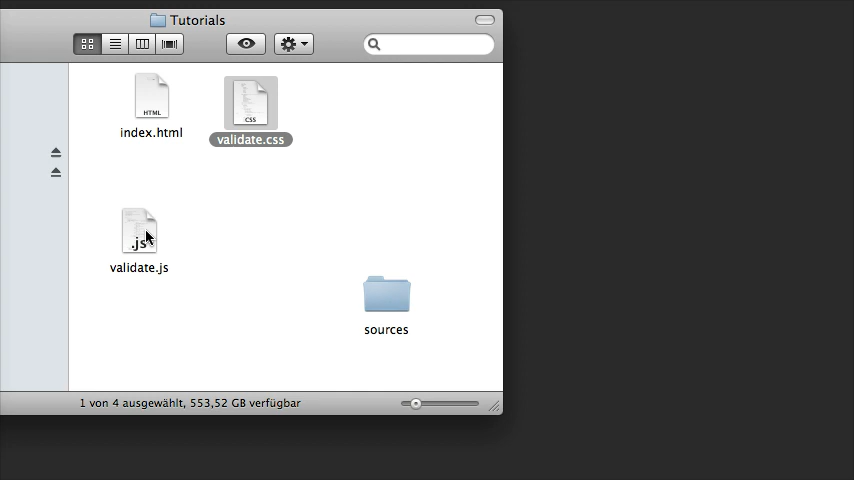 Tutorials
HTML
index.html
CSS
validate.css
.js
validate.js
sources
1 von 4 ausgewählt, 553,52 GB verfügbar